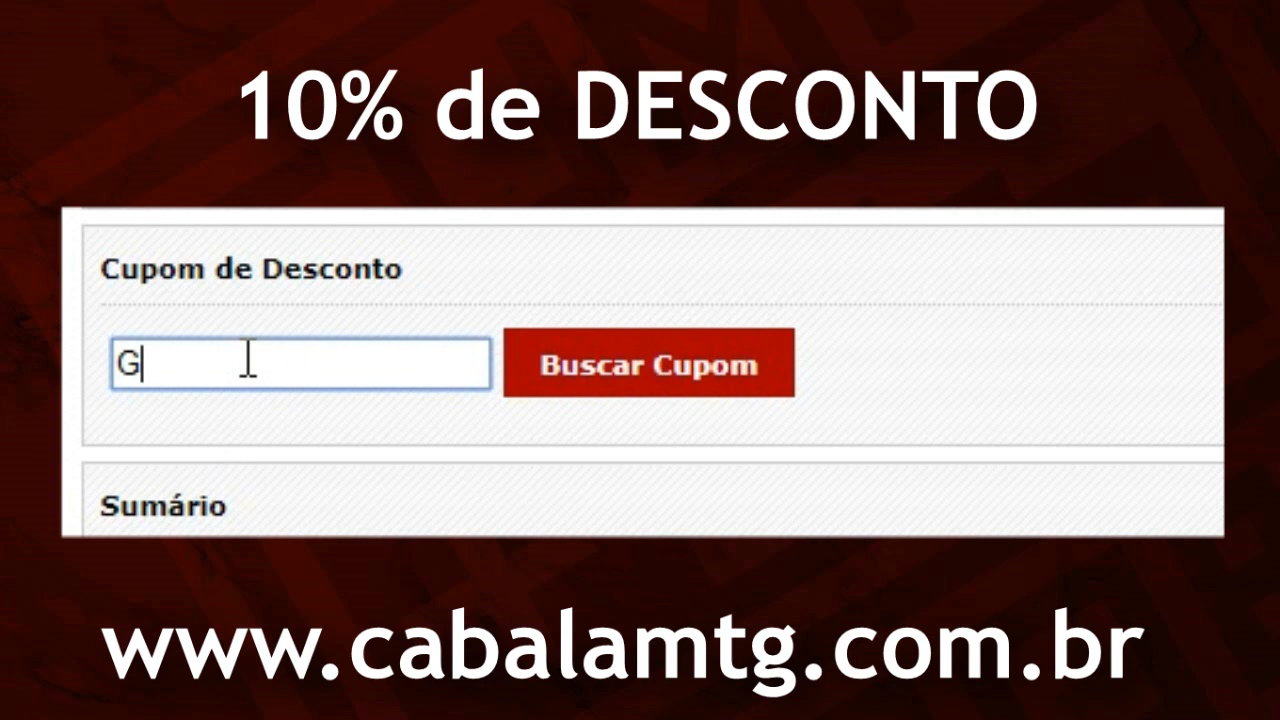 10% de DESCONTO
Cupom de Desconto
G
Buscar Cupom
Sumário
www.cabalamtg.com.br